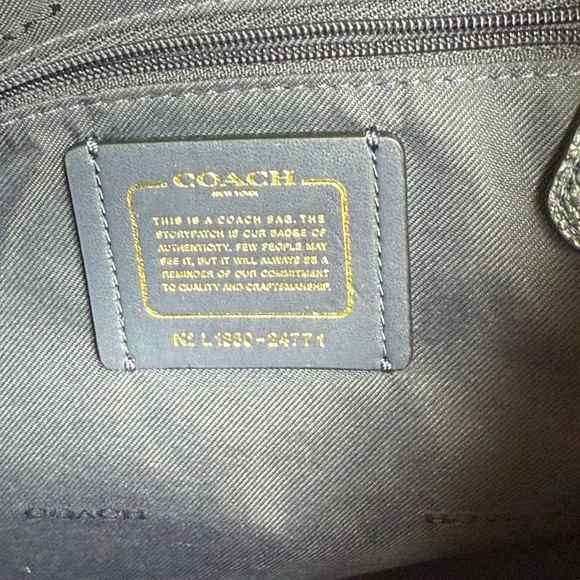 COACH
NEW YORK
THIS IS A COACH BAG. THE
STORYPATCH IS OUR BADGE OF
AUTHENTICITY. FEW PEOPLE MAY
SEE IT, BUT IT WILL ALWAYS BE A
REMINDER OF OUR COMMITMENT
TO QUALITY AND CRAFTSMANSHIP.
Nº L1880-24771
COACH